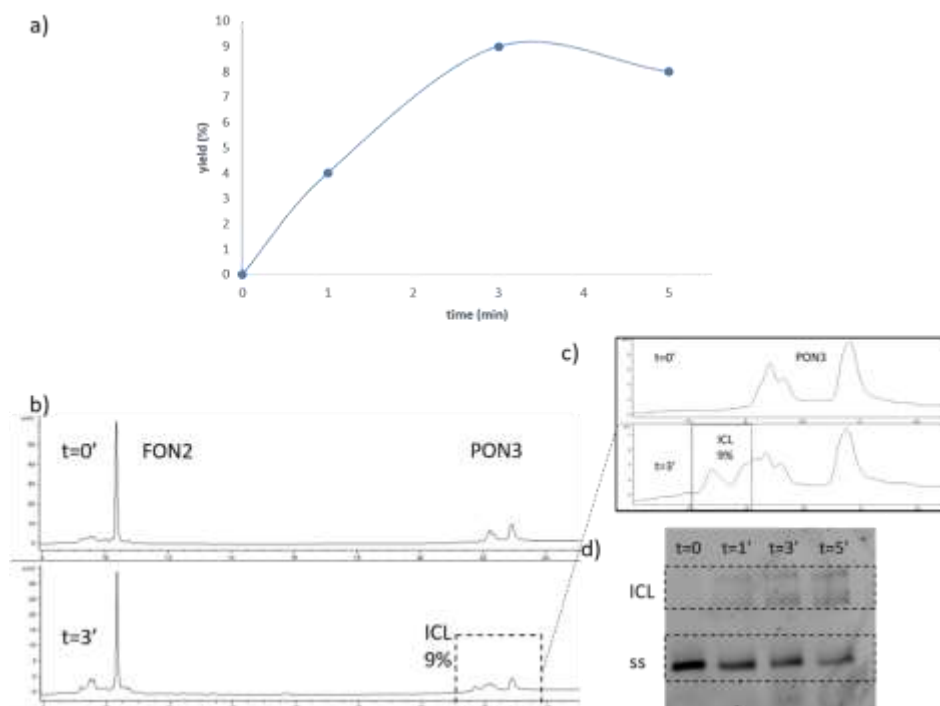 a)
10
9
8
7
6
5
4
3
2
1
0
yield (%)
0 1 2 3 4 5
time (min)
b)
t=0'
FON2
PON3
t=3'
ICL
9%
c)
t=0'
PON3
t=3'
ICL
9%
d)
t=0 t=1' t=3' t=5'
ICL
ss